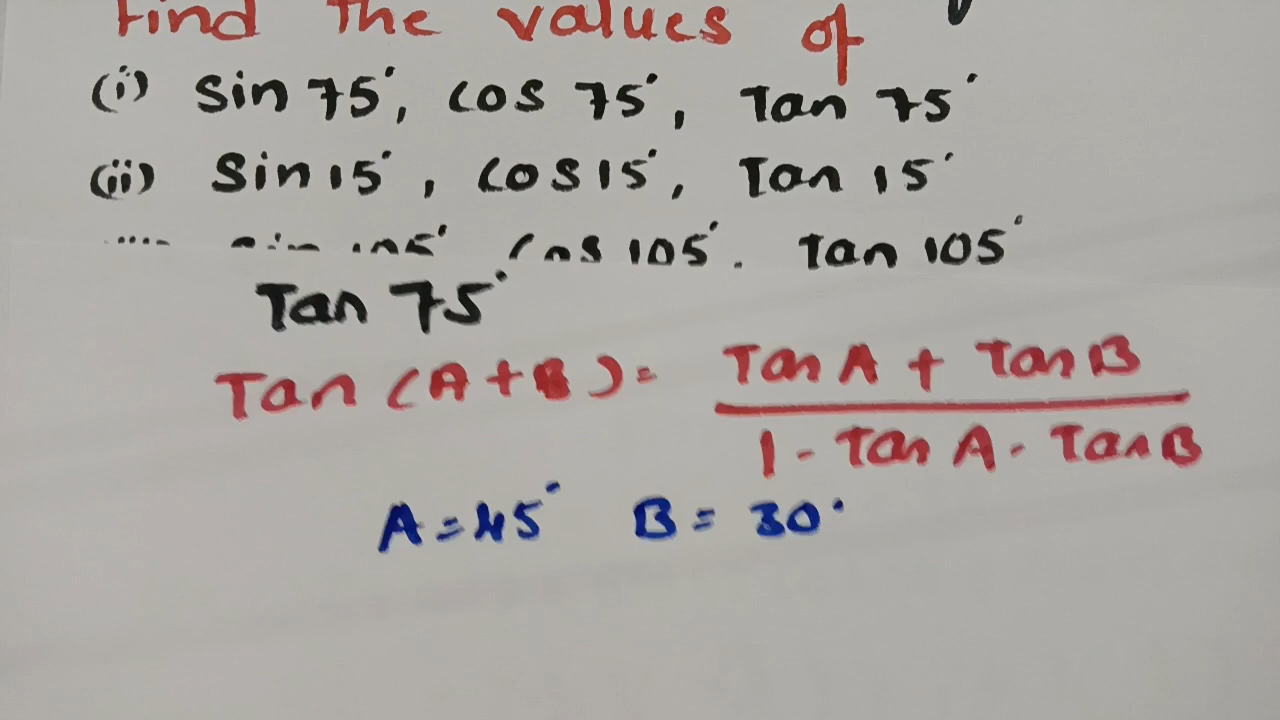 Find the values of
(i) sin 75°, cos 75°, Tan 75°
(ii) sin 15°, cos 15°, Tan 15°
cos 105°. Tan 105°
Tan 75°
Tan (A+B) = Tan A + Tan B
1 - Tan A · Tan B
A = 45° B = 30°